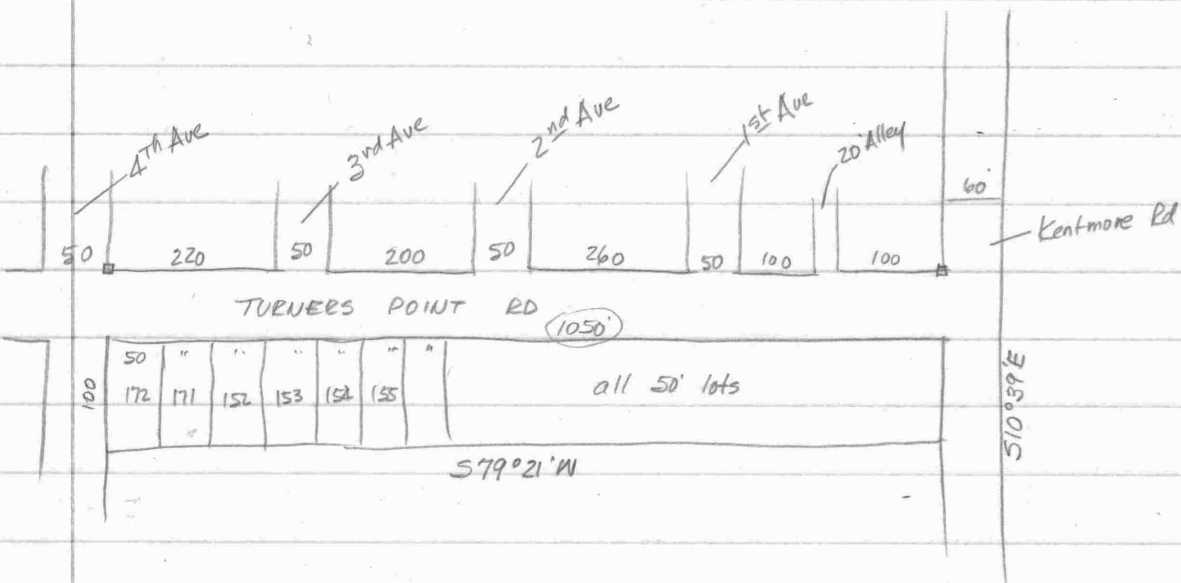 4th Ave
3rd Ave
2nd Ave
1st Ave
20' Alley
60'
Kentmore Rd
50 220 50 200 50 260 50 100 100
TURNERS POINT RD
1050'
50 " " " " " "
100
172 171 152 153 154 155
all 50' lots
S10°39'E
S79°21'W